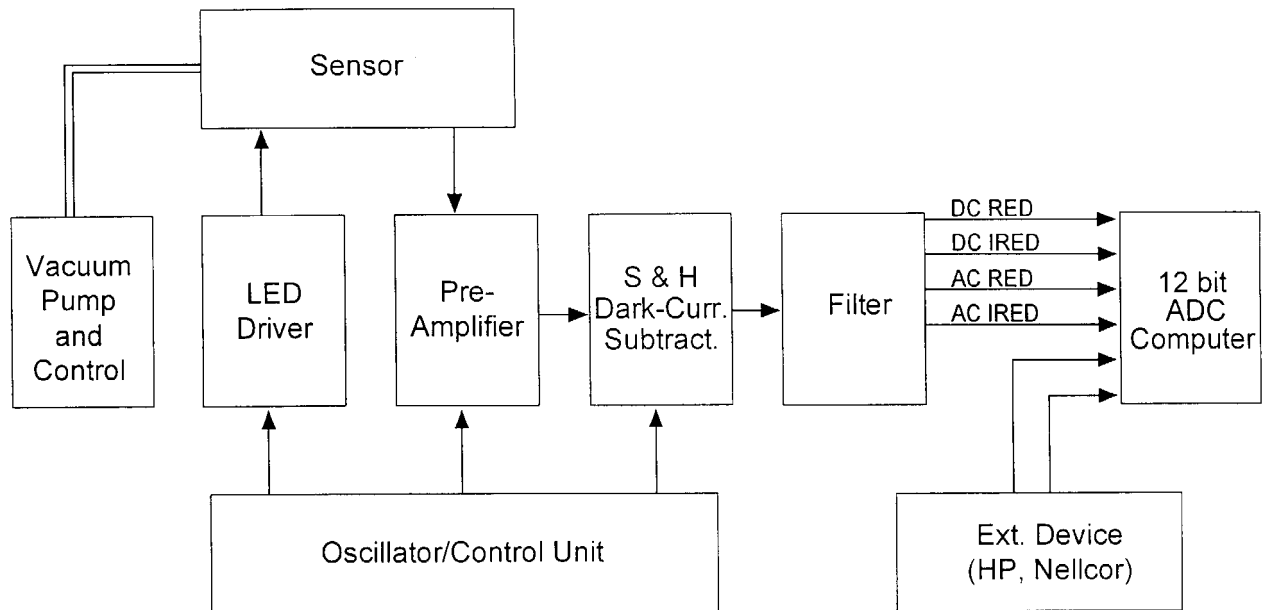 Sensor
Vacuum
Pump
and
Control
LED
Driver
Pre-
Amplifier
S & H
Dark-Curr.
Subtract.
Filter
DC RED
DC IRED
AC RED
AC IRED
12 bit
ADC
Computer
Oscillator/Control Unit
Ext. Device
(HP, Nellcor)